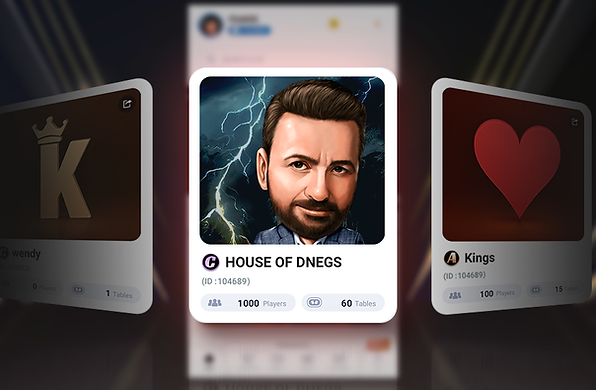 K
wendy
1 Tables
C HOUSE OF DNEGS
(ID :104689)
1000 Players
60 Tables
A Kings
(ID :104689)
100 Players
15